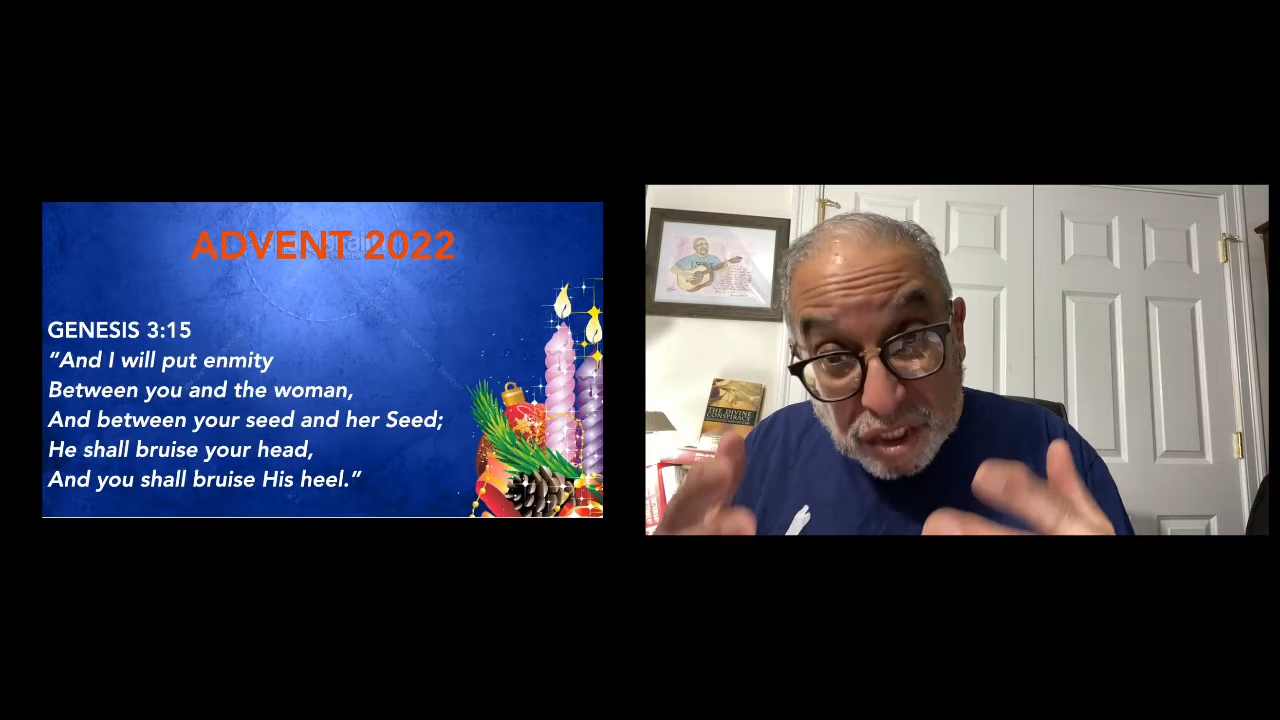 ADVENT 2022
GENESIS 3:15
“And I will put enmity
Between you and the woman,
And between your seed and her Seed;
He shall bruise your head,
And you shall bruise His heel.”
I SERVE
THE DIVINE
CONSPIRACY